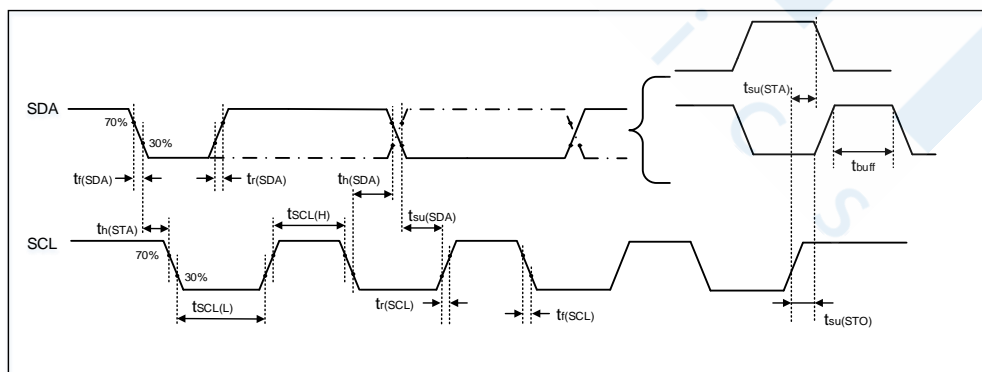 tsu(STA)
SDA
70%
30%
tf(SDA)
tr(SDA)
th(SDA)
tbuff
th(STA)
tSCL(H)
tsu(SDA)
SCL
70%
30%
tSCL(L)
tr(SCL)
tf(SCL)
tsu(STO)